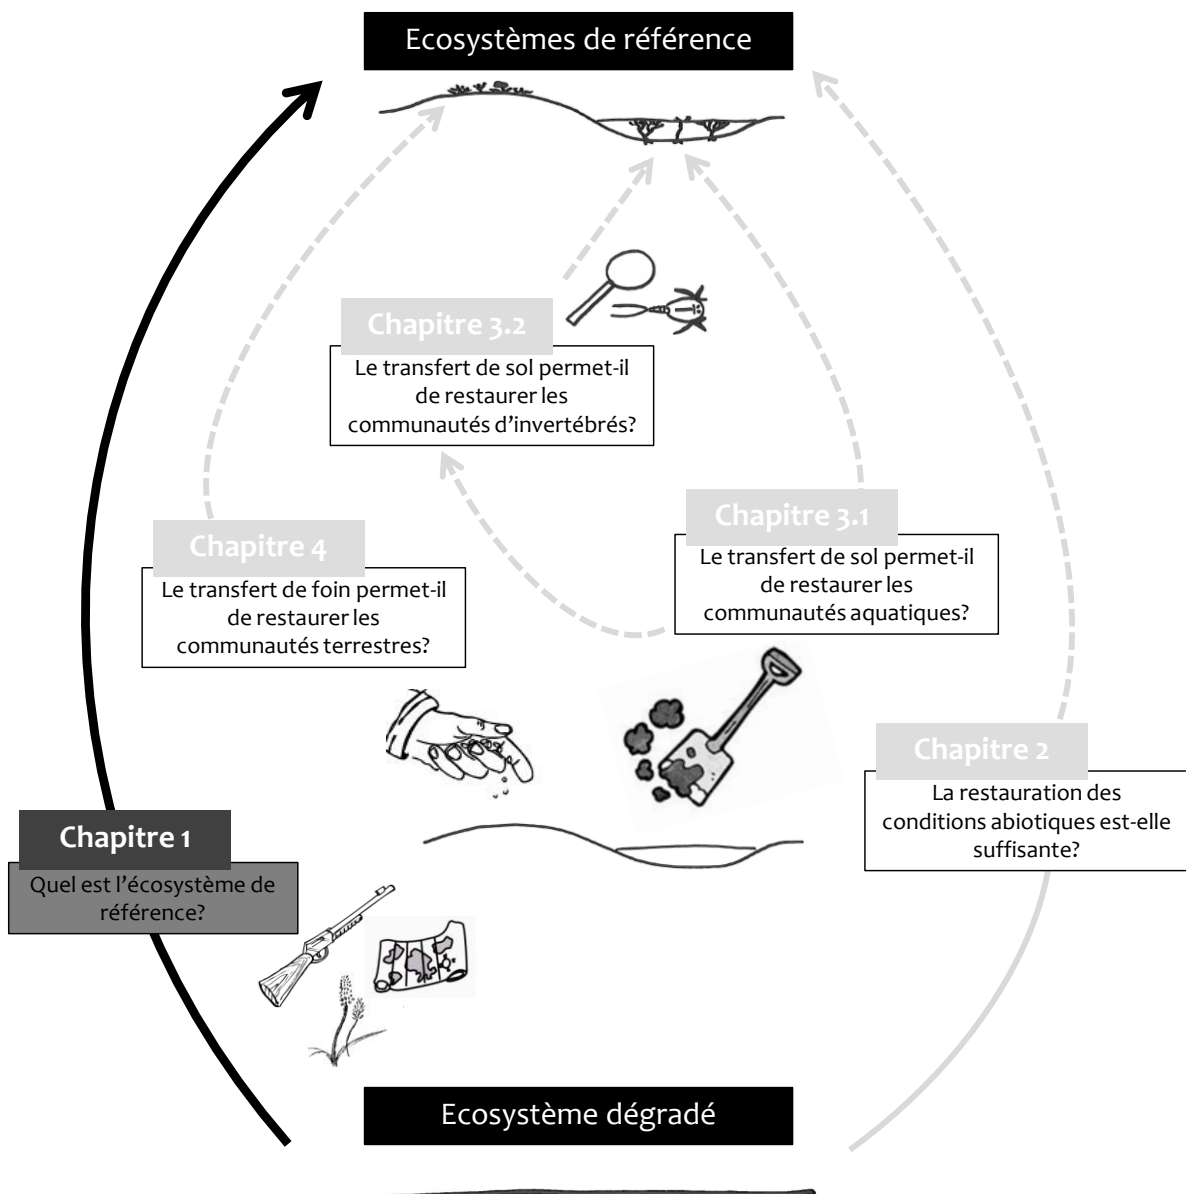 Ecosystèmes de référence
Chapitre 3.2
Le transfert de sol permet-il
de restaurer les
communautés d’invertébrés?
Chapitre 3.1
Le transfert de sol permet-il
de restaurer les
communautés aquatiques?
Chapitre 4
Le transfert de foin permet-il
de restaurer les
communautés terrestres?
Chapitre 2
La restauration des
conditions abiotiques est-elle
suffisante?
Chapitre 1
Quel est l’écosystème de
référence?
Ecosystème dégradé